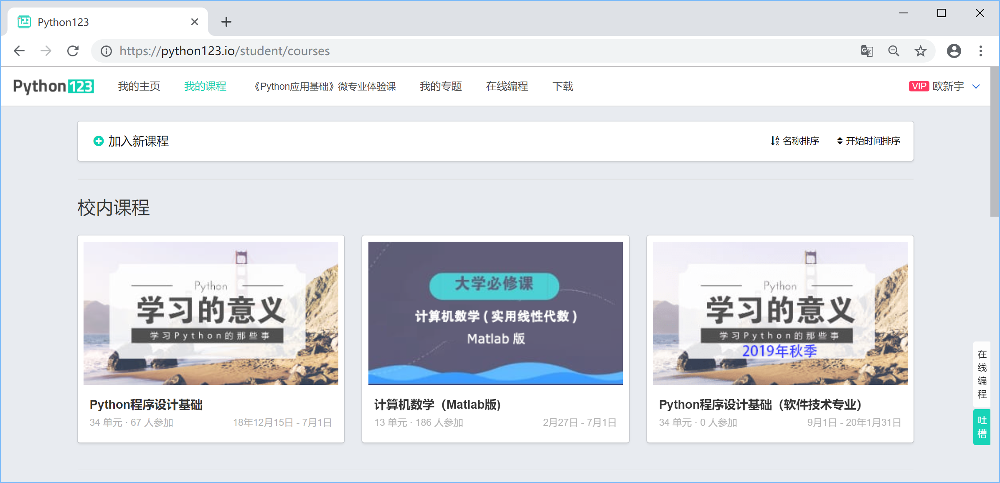 Python123
https://python123.io/student/courses
Python123 我的主页 我的课程 《Python应用基础》微专业体验课 我的专题 在线编程 下载 VIP 欧新宇
加入新课程 名称排序 开始时间排序
校内课程
Python
学习的意义
学习Python的那些事
Python程序设计基础
34 单元 · 67 人参加 18年12月15日 - 7月1日
大学必修课
计算机数学 ( 实用线性代数 )
Matlab 版
计算机数学（Matlab版)
13 单元 · 186 人参加 2月27日 - 7月1日
Python
学习的意义
学习Python的那些事
2019年秋季
Python程序设计基础（软件技术专业）
34 单元 · 0 人参加 9月1日 - 20年1月31日
在线编程
吐槽